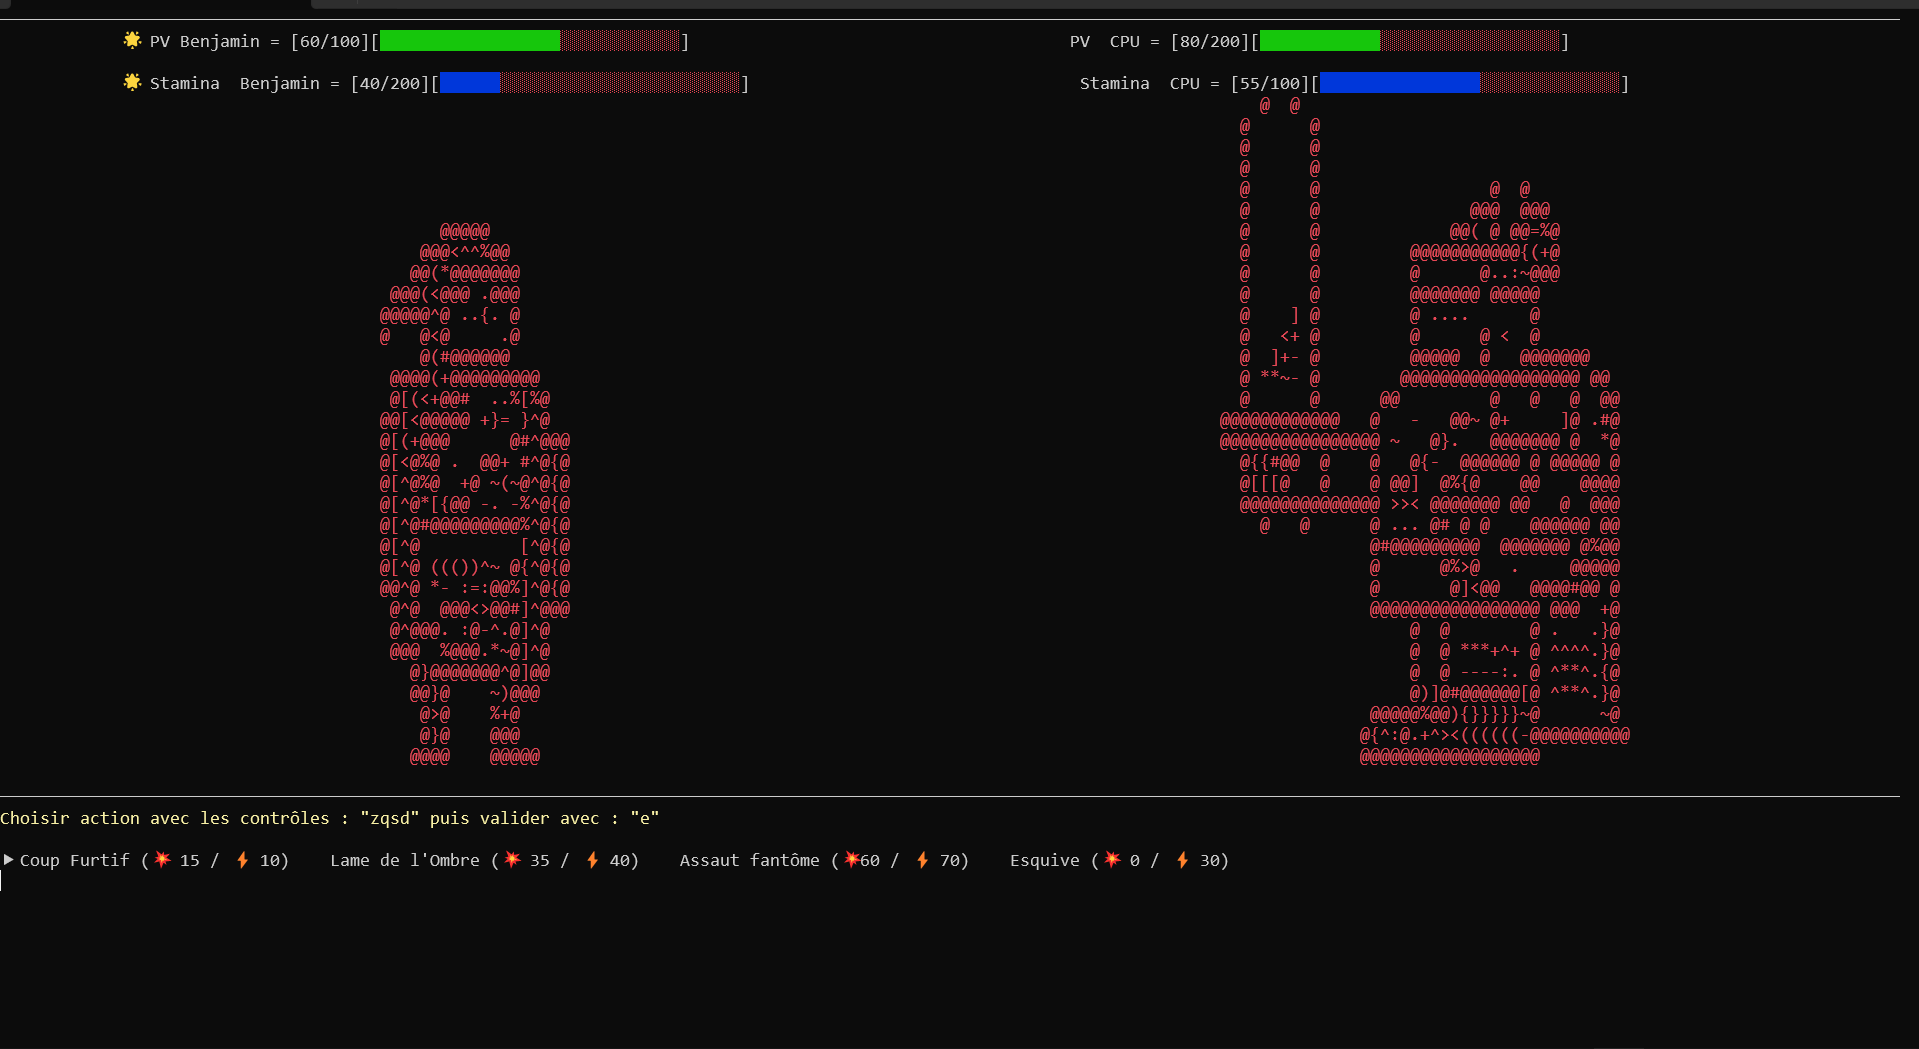 🌟 PV Benjamin = [60/100][ ]
PV  CPU = [80/200][ ]
🌟 Stamina  Benjamin = [40/200][ ]
Stamina  CPU = [55/100][ ]
Choisir action avec les contrôles : "zqsd" puis valider avec : "e"
▶ Coup Furtif (💥 15 / ⚡ 10)    Lame de l'Ombre (💥 35 / ⚡ 40)    Assaut fantôme (💥60 / ⚡ 70)    Esquive (💥 0 / ⚡ 30)